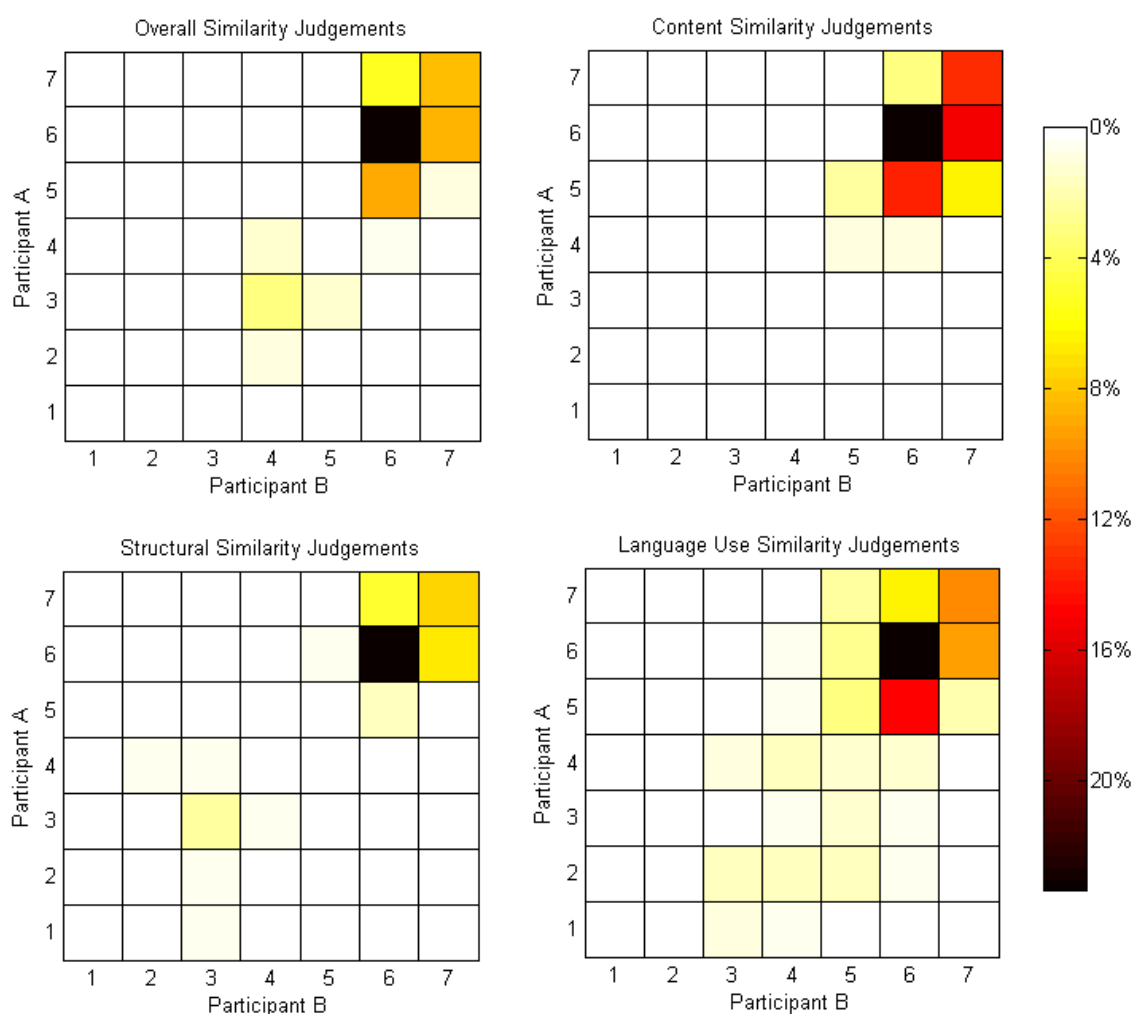 Overall Similarity Judgements
7
6
5
4
3
2
1
Participant A
1 2 3 4 5 6 7
Participant B
Content Similarity Judgements
7
6
5
4
3
2
1
Participant A
1 2 3 4 5 6 7
Participant B
Structural Similarity Judgements
7
6
5
4
3
2
1
Participant A
1 2 3 4 5 6 7
Participant B
Language Use Similarity Judgements
7
6
5
4
3
2
1
Participant A
1 2 3 4 5 6 7
Participant B
0%
4%
8%
12%
16%
20%